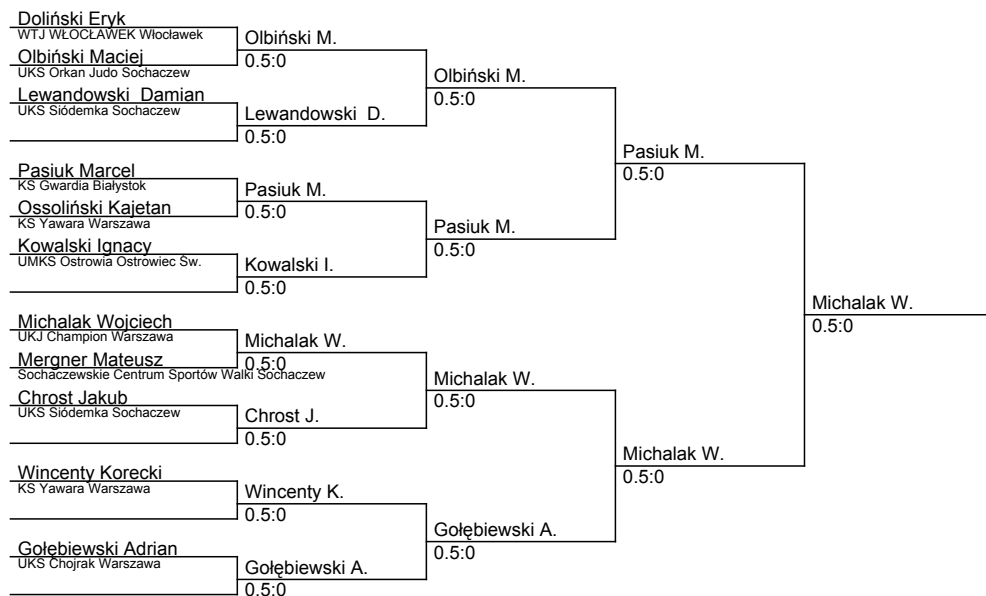 Doliński Eryk
WTJ WŁOCŁAWEK Włocławek
Olbiński M.
0.5:0
Olbiński Maciej
UKS Orkan Judo Sochaczew
Olbiński M.
0.5:0
Lewandowski  Damian
UKS Siódemka Sochaczew
Lewandowski  D.
0.5:0
Pasiuk M.
0.5:0
Pasiuk Marcel
KS Gwardia Białystok
Pasiuk M.
0.5:0
Ossoliński Kajetan
KS Yawara Warszawa
Pasiuk M.
0.5:0
Kowalski Ignacy
UMKS Ostrowia Ostrowiec Św.
Kowalski I.
0.5:0
Michalak W.
0.5:0
Michalak Wojciech
UKJ Champion Warszawa
Michalak W.
0.5:0
Mergner Mateusz
Sochaczewskie Centrum Sportów Walki Sochaczew
Michalak W.
0.5:0
Chrost Jakub
UKS Siódemka Sochaczew
Chrost J.
0.5:0
Michalak W.
0.5:0
Wincenty Korecki
KS Yawara Warszawa
Wincenty K.
0.5:0
Gołębiewski A.
0.5:0
Gołębiewski Adrian
UKS Chojrak Warszawa
Gołębiewski A.
0.5:0